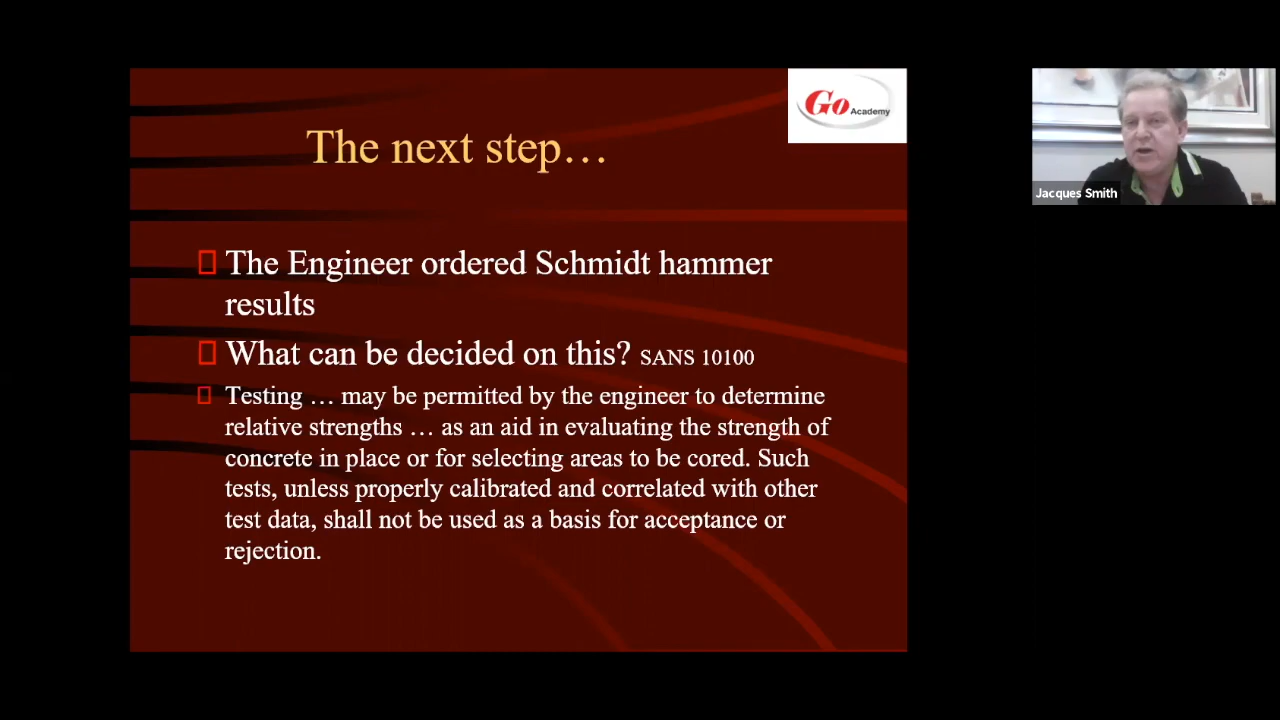 Go Academy
The next step…
The Engineer ordered Schmidt hammer
results
What can be decided on this? SANS 10100
Testing … may be permitted by the engineer to determine
relative strengths … as an aid in evaluating the strength of
concrete in place or for selecting areas to be cored. Such
tests, unless properly calibrated and correlated with other
test data, shall not be used as a basis for acceptance or
rejection.
Jacques Smith